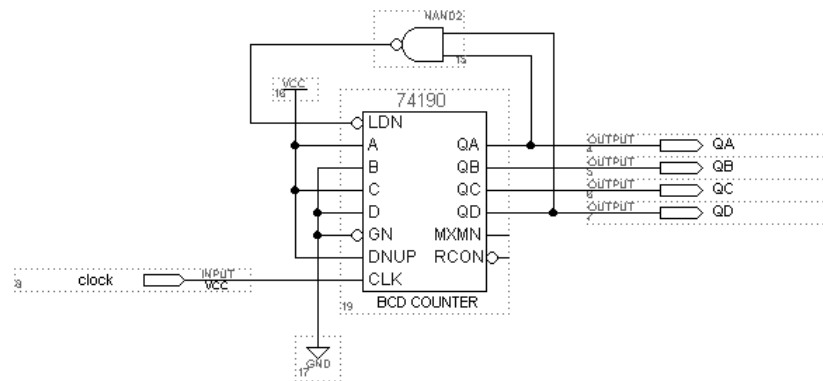 NAND2
15
VCC
16
74190
LDN
A QA OUTPUT 4 QA
B QB OUTPUT 5 QB
C QC OUTPUT 6 QC
D QD OUTPUT 7 QD
GN MXMN
DNUP RCON
8 clock INPUT VCC CLK
19 BCD COUNTER
GND
17